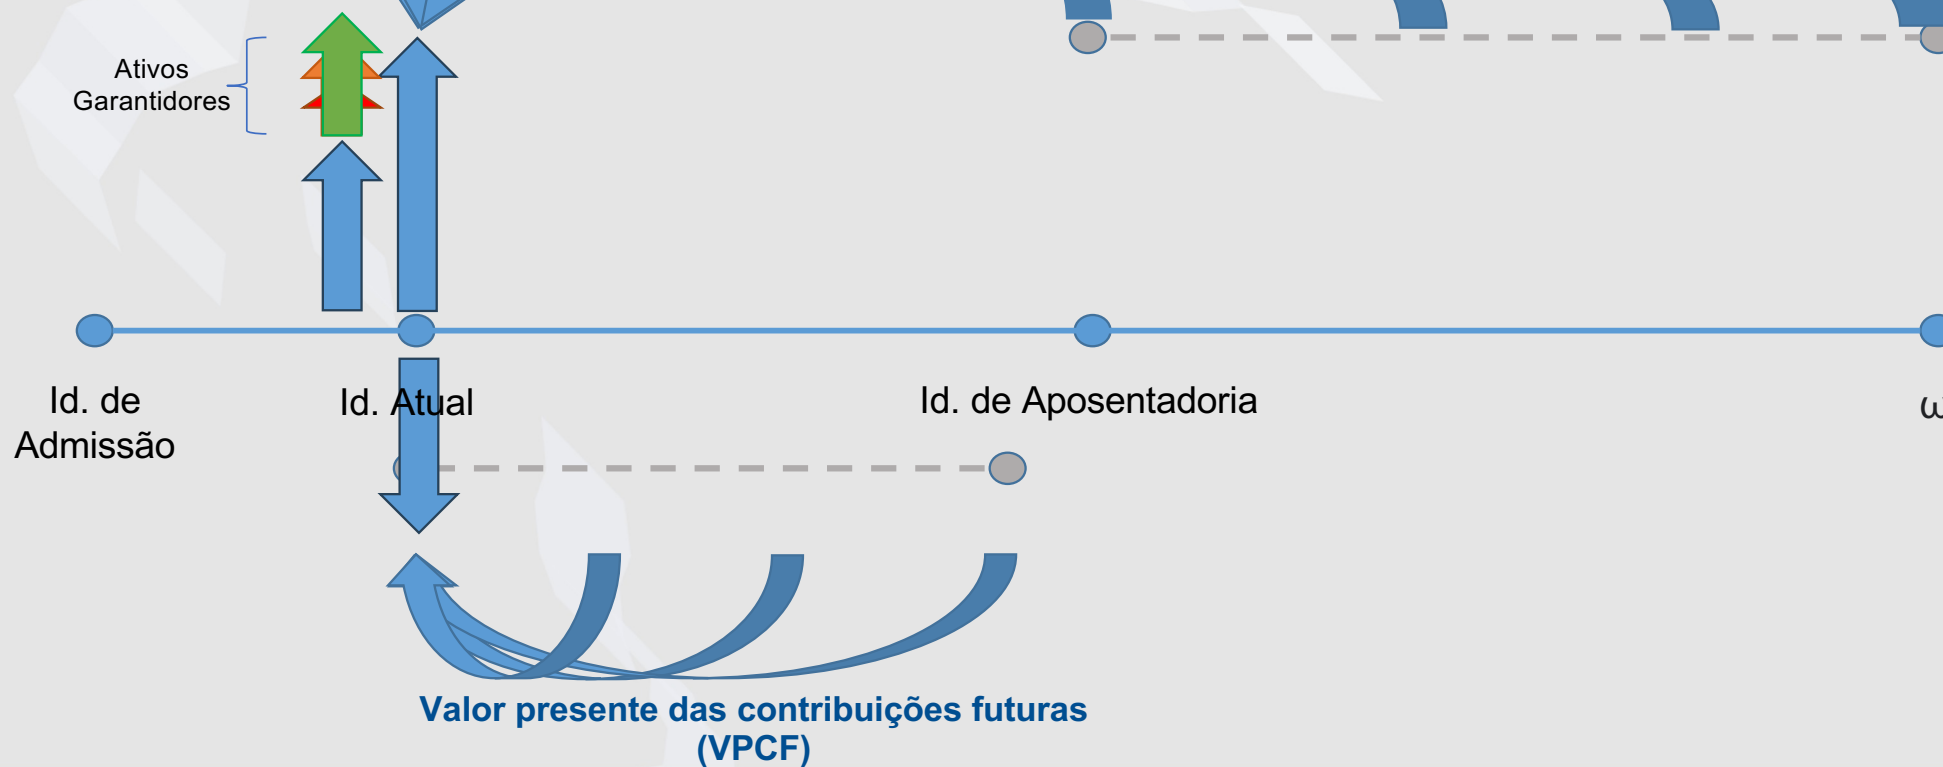 Ativos
Garantidores
Id. de
Admissão
Id. Atual
Id. de Aposentadoria
ω
Valor presente das contribuições futuras
(VPCF)